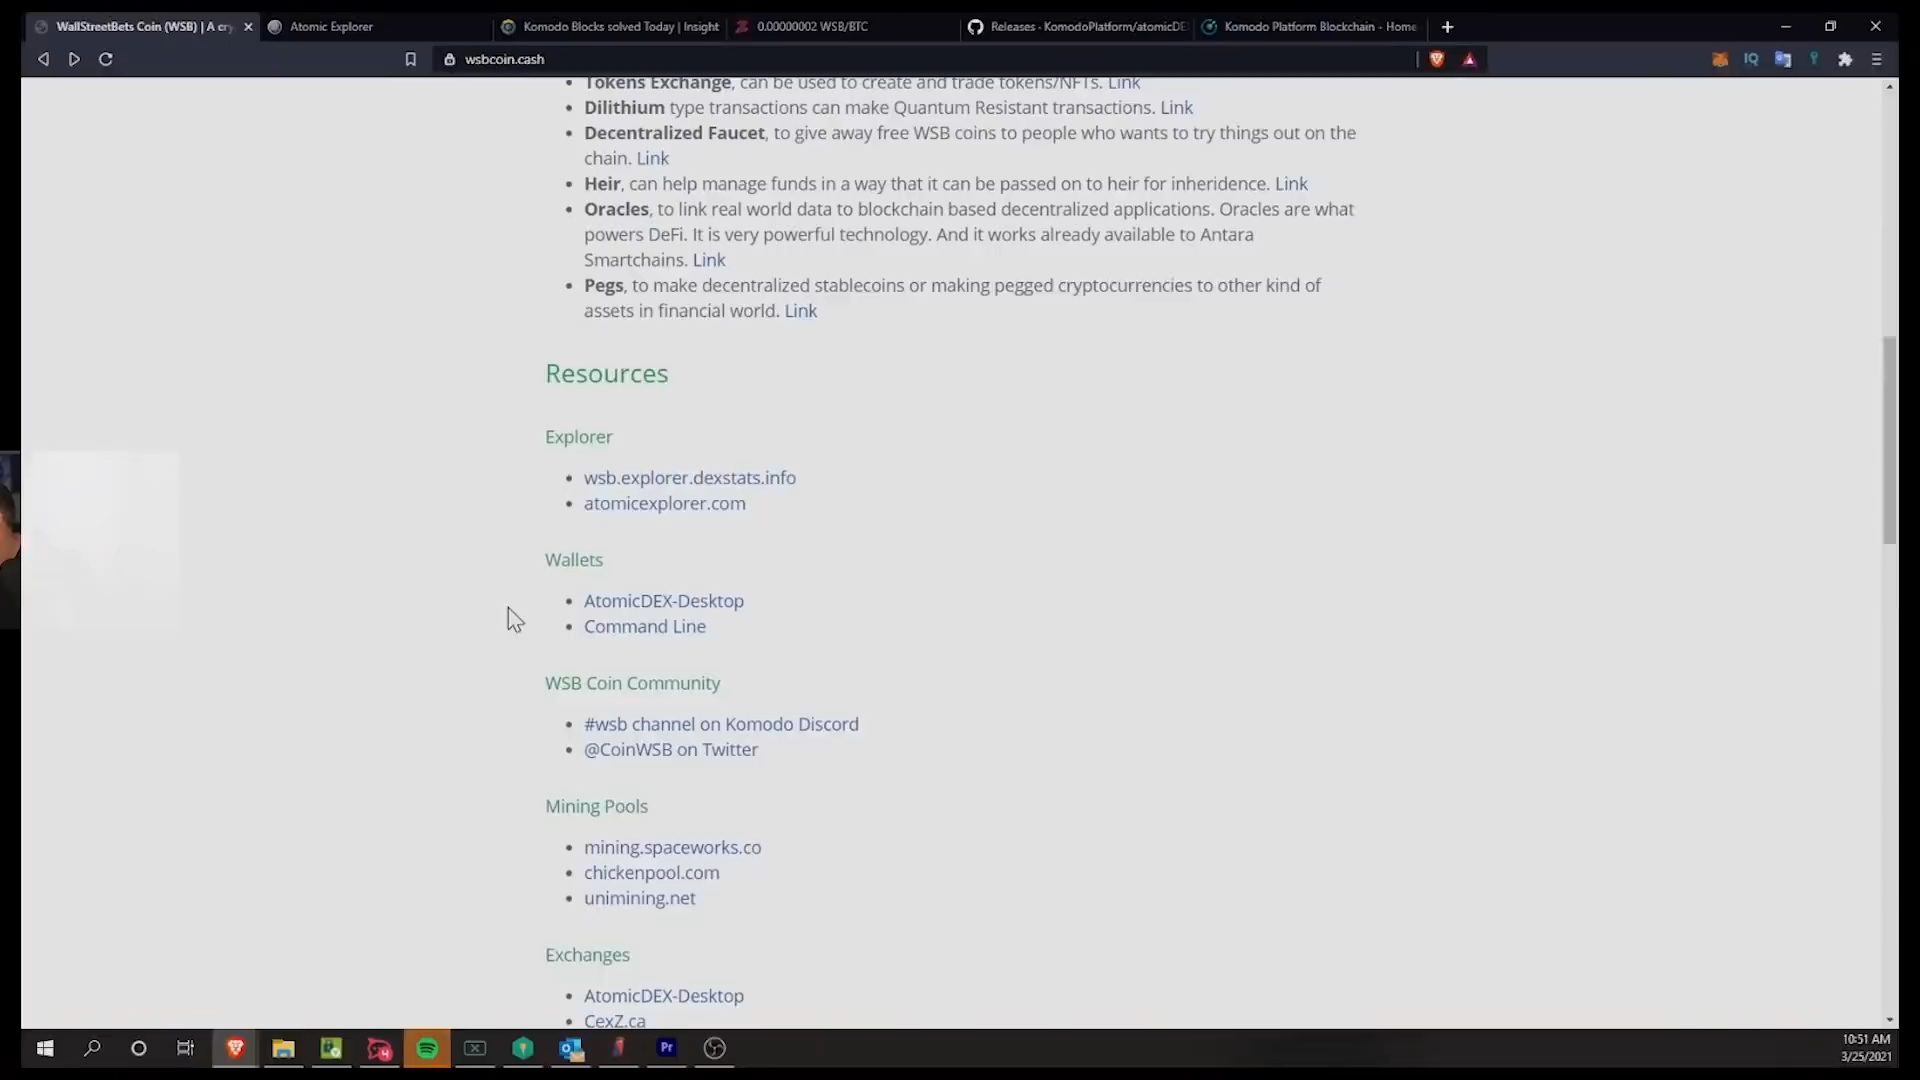 WallStreetBets Coin (WSB) | A cry
Atomic Explorer
Komodo Blocks solved Today | Insight
0.00000002 WSB/BTC
Releases · KomodoPlatform/atomicDE
Komodo Platform Blockchain - Home
wsbcoin.cash
IQ
Tokens Exchange, can be used to create and trade tokens/NFTs. Link
Dilithium type transactions can make Quantum Resistant transactions. Link
Decentralized Faucet, to give away free WSB coins to people who wants to try things out on the
chain. Link
Heir, can help manage funds in a way that it can be passed on to heir for inheridence. Link
Oracles, to link real world data to blockchain based decentralized applications. Oracles are what
powers DeFi. It is very powerful technology. And it works already available to Antara
Smartchains. Link
Pegs, to make decentralized stablecoins or making pegged cryptocurrencies to other kind of
assets in financial world. Link
Resources
Explorer
wsb.explorer.dexstats.info
atomicexplorer.com
Wallets
AtomicDEX-Desktop
Command Line
WSB Coin Community
#wsb channel on Komodo Discord
@CoinWSB on Twitter
Mining Pools
mining.spaceworks.co
chickenpool.com
unimining.net
Exchanges
AtomicDEX-Desktop
CexZ.ca
4
Pr
10:51 AM
3/25/2021